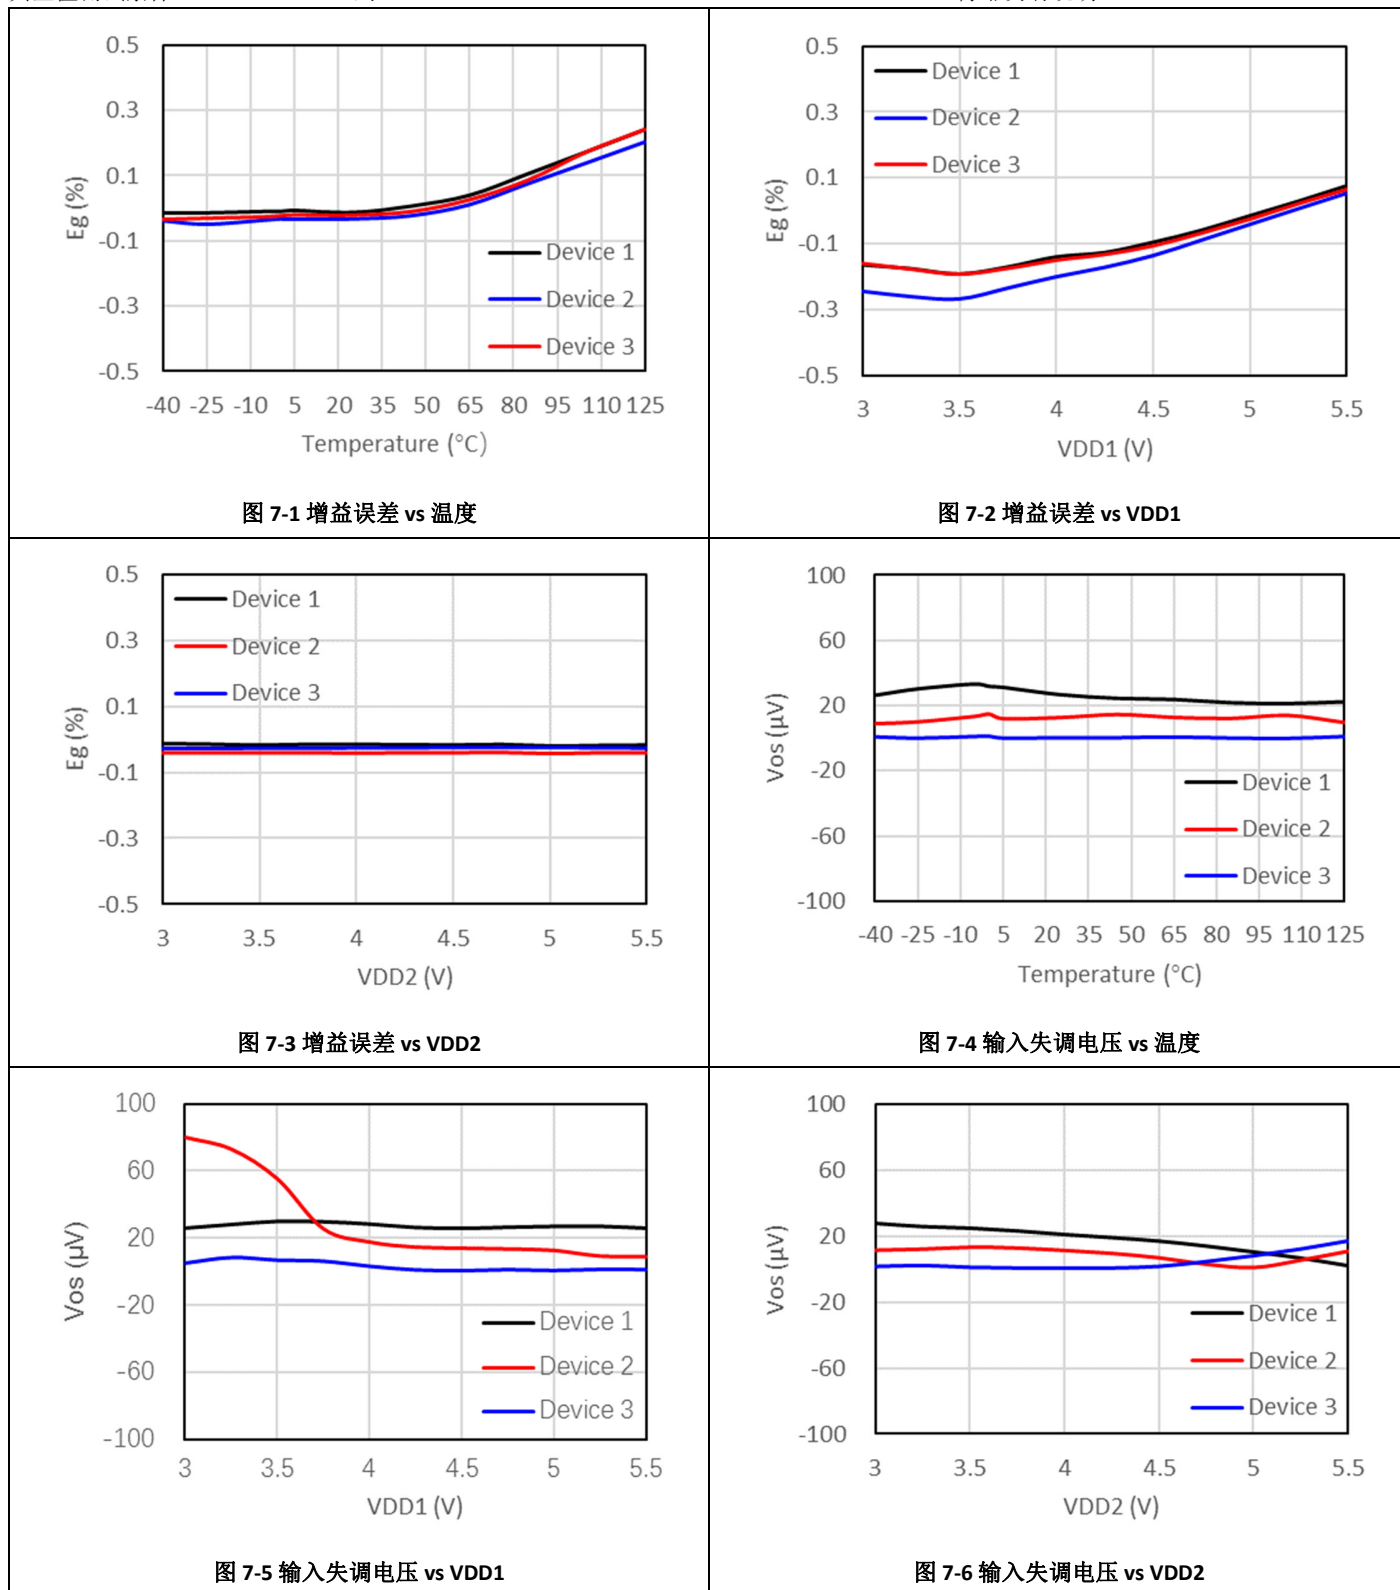 0.5
0.3
0.1
-0.1
-0.3
-0.5
Eg (%)
Device 1
Device 2
Device 3
-40 -25 -10 5 20 35 50 65 80 95 110 125
Temperature (°C)
图 7-1 增益误差 vs 温度
0.5
0.3
0.1
-0.1
-0.3
-0.5
Eg (%)
Device 1
Device 2
Device 3
3 3.5 4 4.5 5 5.5
VDD1 (V)
图 7-2 增益误差 vs VDD1
0.5
0.3
0.1
-0.1
-0.3
-0.5
Eg (%)
Device 1
Device 2
Device 3
3 3.5 4 4.5 5 5.5
VDD2 (V)
图 7-3 增益误差 vs VDD2
100
60
20
-20
-60
-100
Vos (μV)
Device 1
Device 2
Device 3
-40 -25 -10 5 20 35 50 65 80 95 110 125
Temperature (°C)
图 7-4 输入失调电压 vs 温度
100
60
20
-20
-60
-100
Vos (μV)
Device 1
Device 2
Device 3
3 3.5 4 4.5 5 5.5
VDD1 (V)
图 7-5 输入失调电压 vs VDD1
100
60
20
-20
-60
-100
Vos (μV)
Device 1
Device 2
Device 3
3 3.5 4 4.5 5 5.5
VDD2 (V)
图 7-6 输入失调电压 vs VDD2